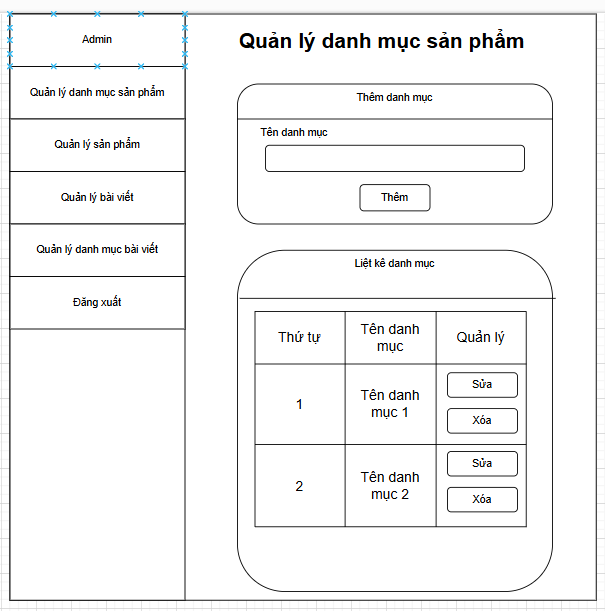 Admin
Quản lý danh mục sản phẩm
Quản lý sản phẩm
Quản lý bài viết
Quản lý danh mục bài viết
Đăng xuất
Quản lý danh mục sản phẩm
Thêm danh mục
Tên danh mục
Thêm
Liệt kê danh mục
Thứ tự
Tên danh
mục
Quản lý
1
Tên danh
mục 1
Sửa
Xóa
2
Tên danh
mục 2
Sửa
Xóa